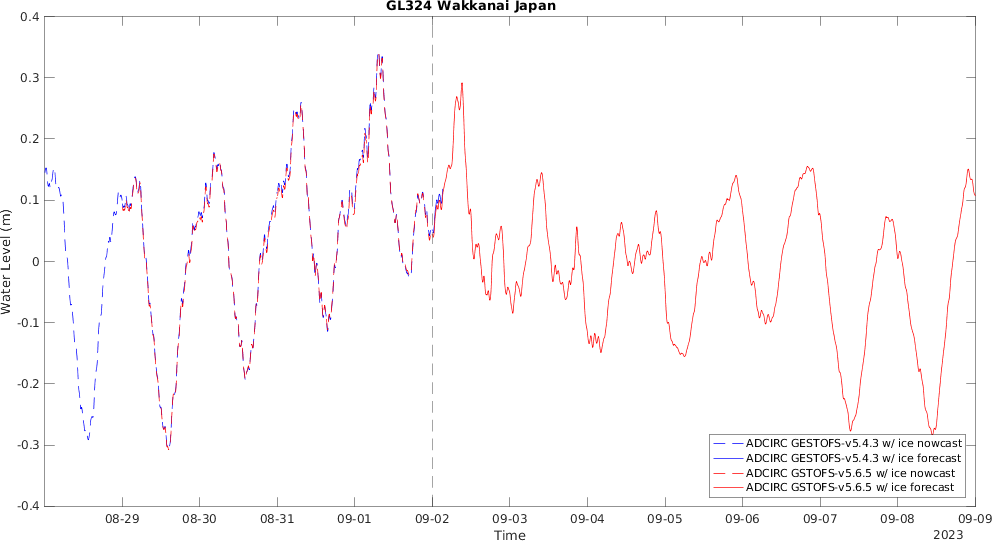 GL324 Wakkanai Japan
0.4
0.3
0.2
0.1
0
-0.1
-0.2
-0.3
-0.4
Water Level (m)
ADCIRC GESTOFS-v5.4.3 w/ ice nowcast
ADCIRC GESTOFS-v5.4.3 w/ ice forecast
ADCIRC GSTOFS-v5.6.5 w/ ice nowcast
ADCIRC GSTOFS-v5.6.5 w/ ice forecast
08-29 08-30 08-31 09-01 09-02 09-03 09-04 09-05 09-06 09-07 09-08 09-09
Time
2023